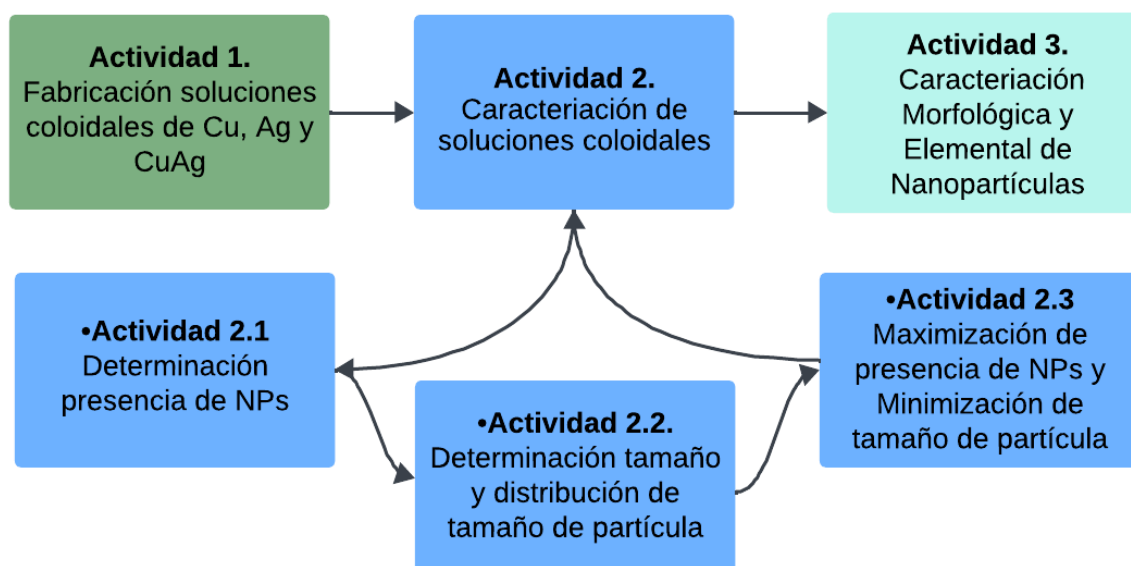 Actividad 1.
Fabricación soluciones
coloidales de Cu, Ag y
CuAg
Actividad 2.
Caracteriación de
soluciones coloidales
Actividad 3.
Caracteriación
Morfológica y
Elemental de
Nanopartículas
•Actividad 2.1
Determinación
presencia de NPs
•Actividad 2.2.
Determinación tamaño
y distribución de
tamaño de partícula
•Actividad 2.3
Maximización de
presencia de NPs y
Minimización de
tamaño de partícula